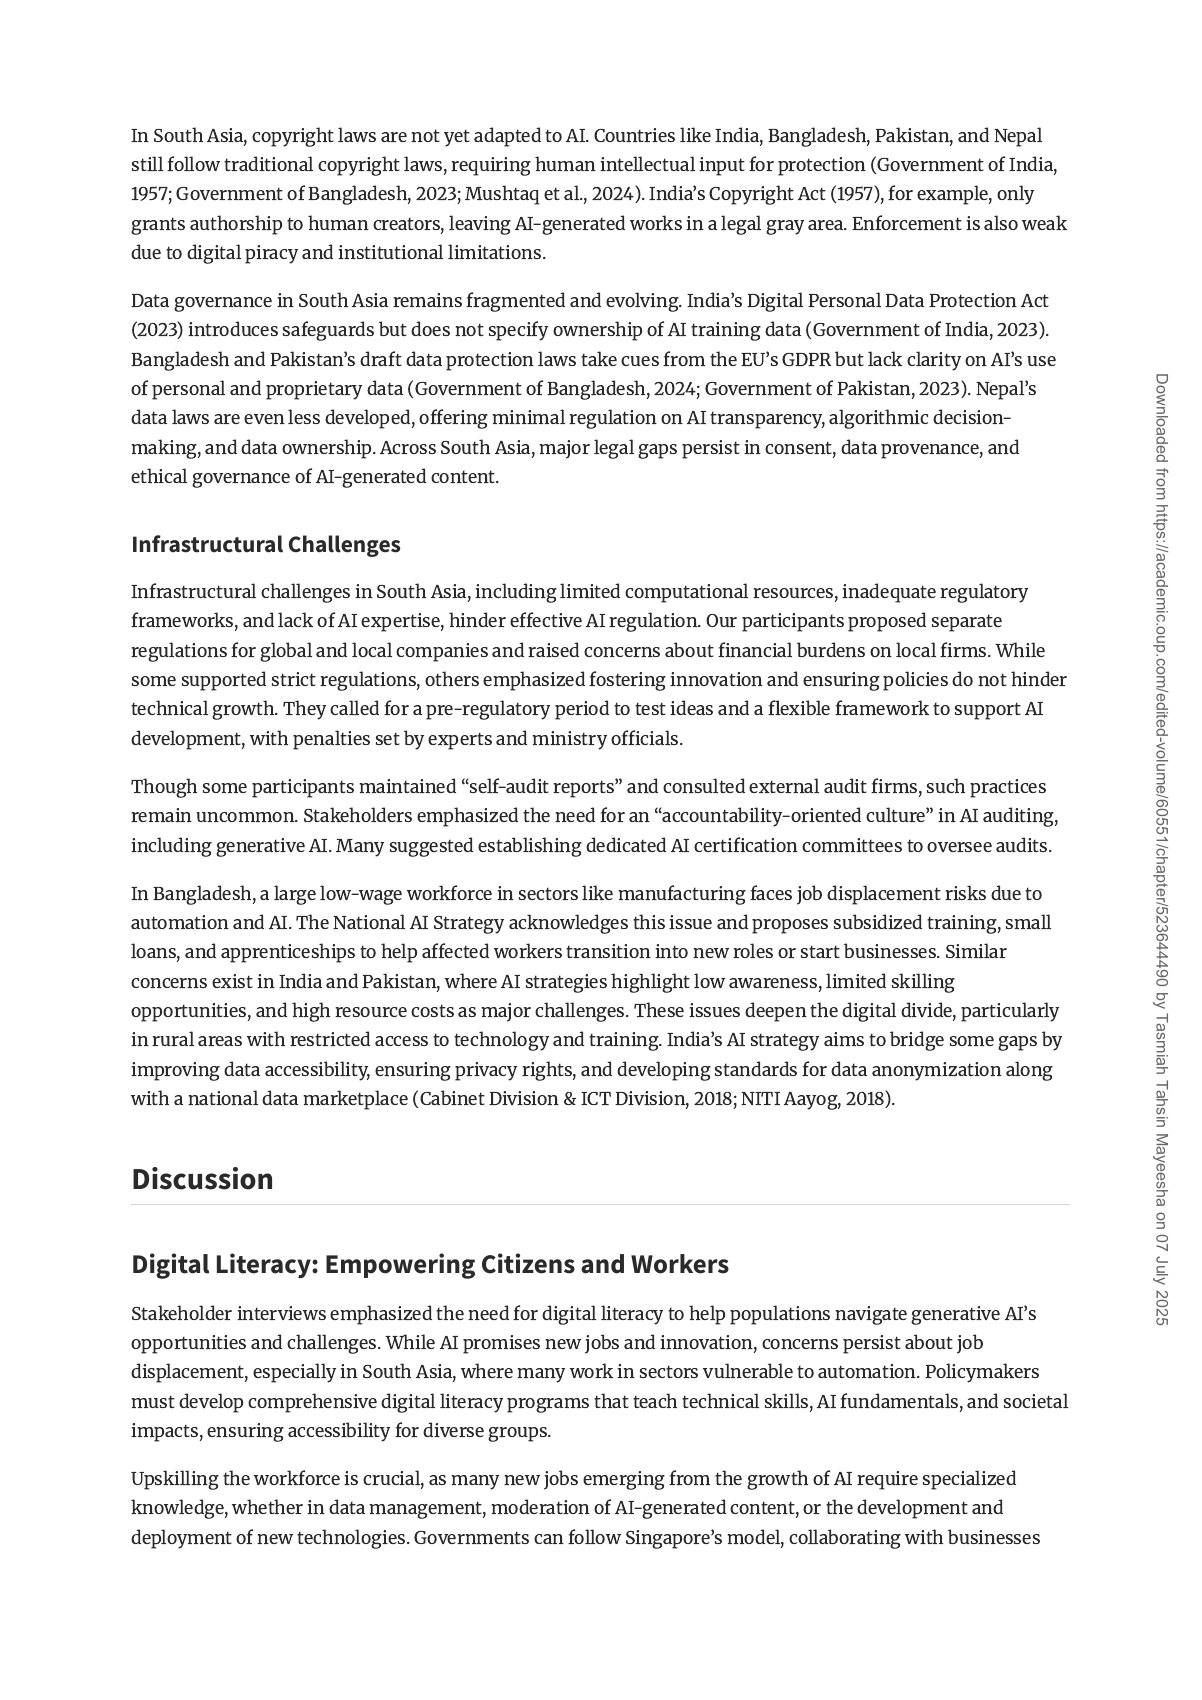 In South Asia, copyright laws are not yet adapted to AI. Countries like India, Bangladesh, Pakistan, and Nepal
still follow traditional copyright laws, requiring human intellectual input for protection (Government of India,
1957; Government of Bangladesh, 2023; Mushtaq et al., 2024). India’s Copyright Act (1957), for example, only
grants authorship to human creators, leaving AI-generated works in a legal gray area. Enforcement is also weak
due to digital piracy and institutional limitations.
Data governance in South Asia remains fragmented and evolving. India’s Digital Personal Data Protection Act
(2023) introduces safeguards but does not specify ownership of AI training data (Government of India, 2023).
Bangladesh and Pakistan’s draft data protection laws take cues from the EU’s GDPR but lack clarity on AI’s use
of personal and proprietary data (Government of Bangladesh, 2024; Government of Pakistan, 2023). Nepal’s
data laws are even less developed, offering minimal regulation on AI transparency, algorithmic decision-
making, and data ownership. Across South Asia, major legal gaps persist in consent, data provenance, and
ethical governance of AI-generated content.
Infrastructural Challenges
Infrastructural challenges in South Asia, including limited computational resources, inadequate regulatory
frameworks, and lack of AI expertise, hinder effective AI regulation. Our participants proposed separate
regulations for global and local companies and raised concerns about financial burdens on local firms. While
some supported strict regulations, others emphasized fostering innovation and ensuring policies do not hinder
technical growth. They called for a pre-regulatory period to test ideas and a flexible framework to support AI
development, with penalties set by experts and ministry officials.
Though some participants maintained “self-audit reports” and consulted external audit firms, such practices
remain uncommon. Stakeholders emphasized the need for an “accountability-oriented culture” in AI auditing,
including generative AI. Many suggested establishing dedicated AI certification committees to oversee audits.
In Bangladesh, a large low-wage workforce in sectors like manufacturing faces job displacement risks due to
automation and AI. The National AI Strategy acknowledges this issue and proposes subsidized training, small
loans, and apprenticeships to help affected workers transition into new roles or start businesses. Similar
concerns exist in India and Pakistan, where AI strategies highlight low awareness, limited skilling
opportunities, and high resource costs as major challenges. These issues deepen the digital divide, particularly
in rural areas with restricted access to technology and training. India’s AI strategy aims to bridge some gaps by
improving data accessibility, ensuring privacy rights, and developing standards for data anonymization along
with a national data marketplace (Cabinet Division & ICT Division, 2018; NITI Aayog, 2018).
Discussion
Digital Literacy: Empowering Citizens and Workers
Stakeholder interviews emphasized the need for digital literacy to help populations navigate generative AI’s
opportunities and challenges. While AI promises new jobs and innovation, concerns persist about job
displacement, especially in South Asia, where many work in sectors vulnerable to automation. Policymakers
must develop comprehensive digital literacy programs that teach technical skills, AI fundamentals, and societal
impacts, ensuring accessibility for diverse groups.
Upskilling the workforce is crucial, as many new jobs emerging from the growth of AI require specialized
knowledge, whether in data management, moderation of AI-generated content, or the development and
deployment of new technologies. Governments can follow Singapore’s model, collaborating with businesses
Downloaded from https://academic.oup.com/edited-volume/60551/chapter/523644490 by Tasmiah Tahsin Mayeesha on 07 July 2025